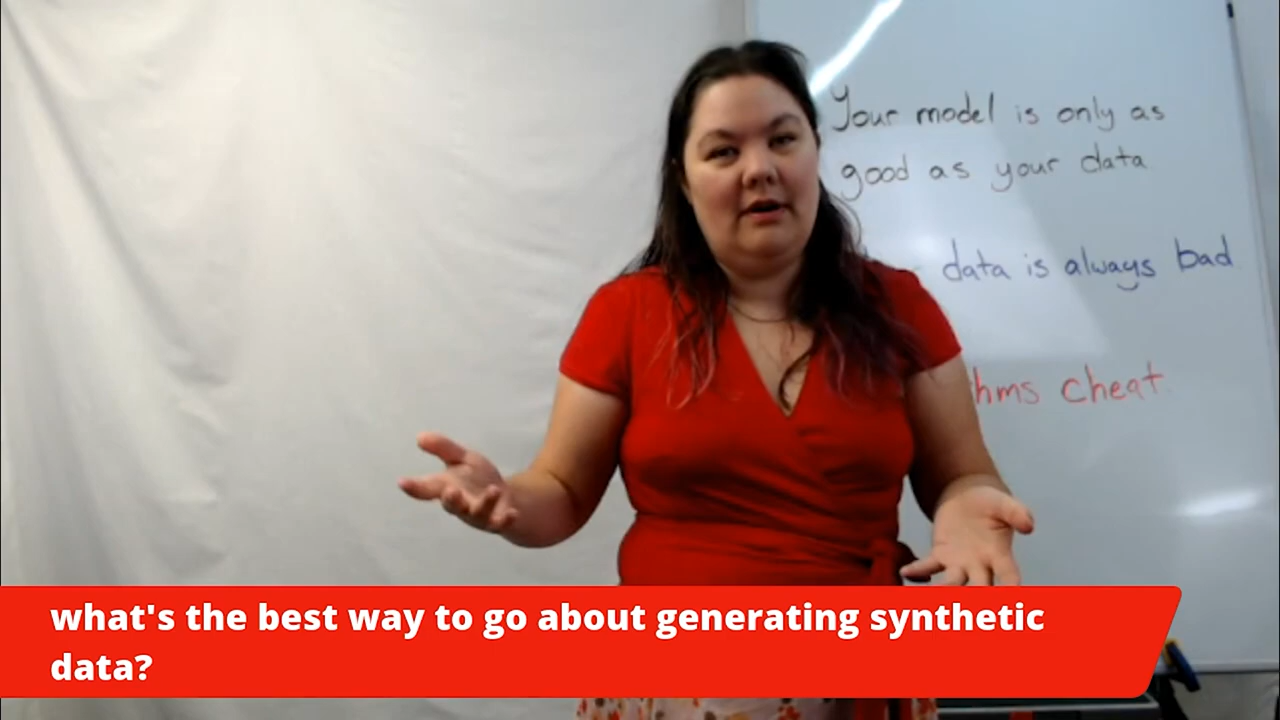 Your model is only as
good as your data
data is always bad
cheat.
what's the best way to go about generating synthetic
data?